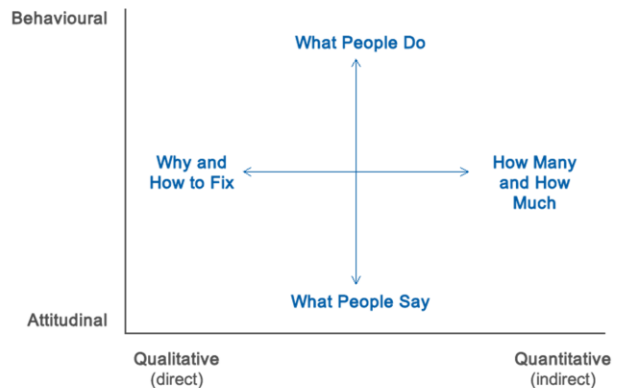 Behavioural
What People Do
Why and
How to Fix
How Many
and How
Much
What People Say
Attitudinal
Qualitative
(direct)
Quantitative
(indirect)